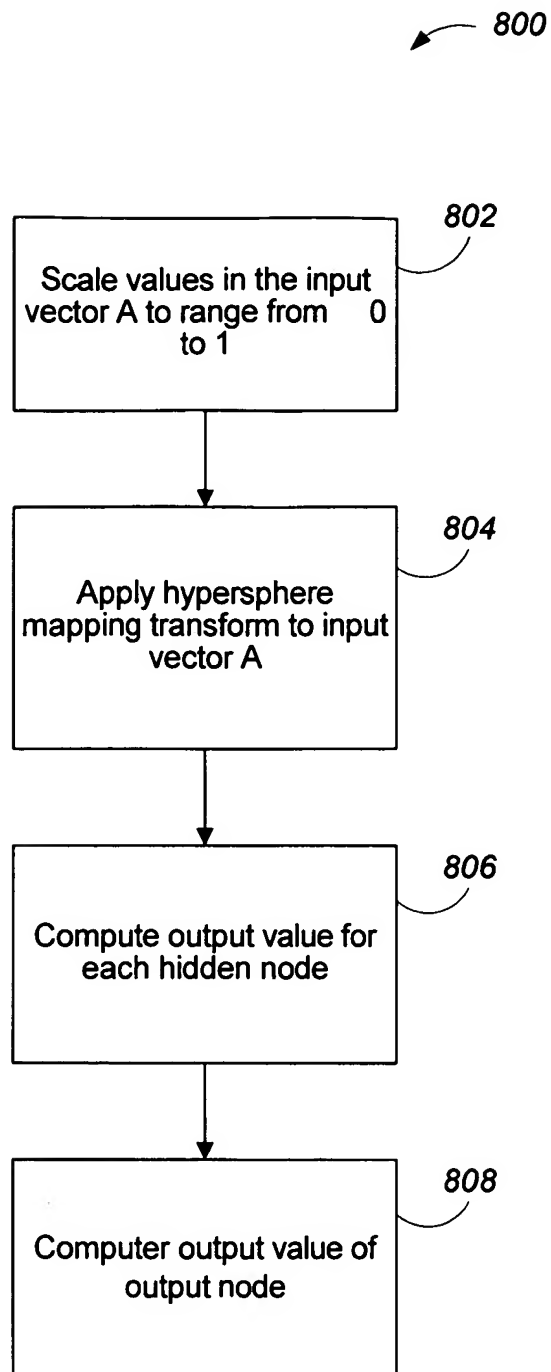 800
802
Scale values in the input
vector A to range from 0
to 1
804
Apply hypersphere
mapping transform to input
vector A
806
Compute output value for
each hidden node
808
Computer output value of
output node